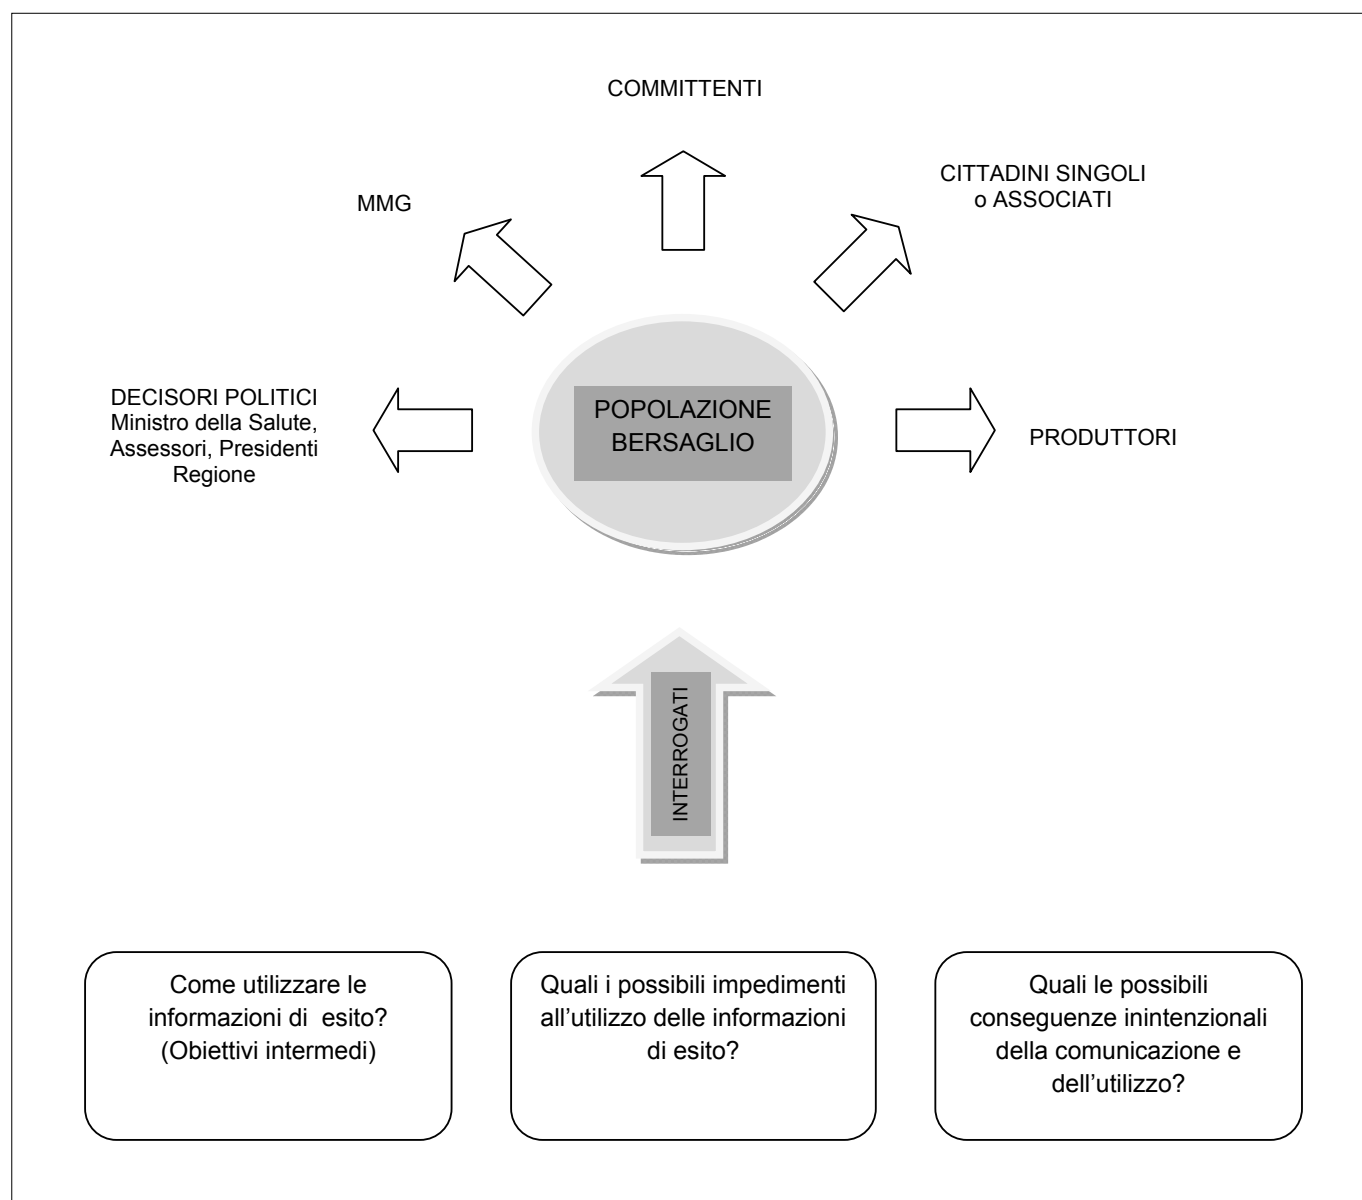 COMMITTENTI
CITTADINI SINGOLI
o ASSOCIATI
MMG
DECISORI POLITICI
Ministro della Salute,
Assessori, Presidenti
Regione
POPOLAZIONE
BERSAGLIO
PRODUTTORI
INTERROGATI
Come utilizzare le
informazioni di esito?
(Obiettivi intermedi)
Quali i possibili impedimenti
all’utilizzo delle informazioni
di esito?
Quali le possibili
conseguenze inintenzionali
della comunicazione e
dell’utilizzo?